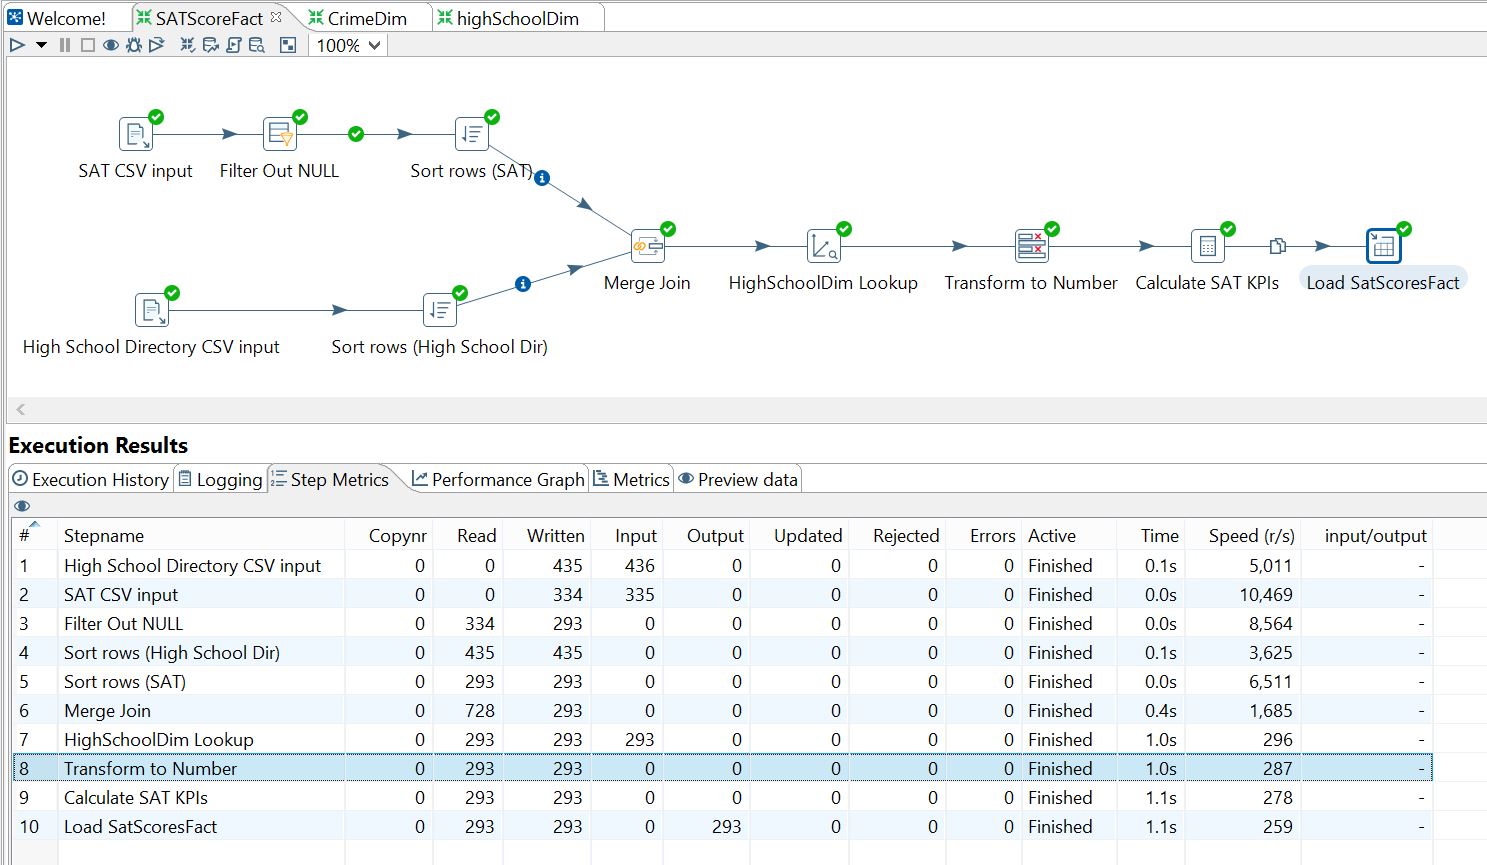 Welcome! SATScoreFact CrimeDim highSchoolDim
100%
SAT CSV input Filter Out NULL Sort rows (SAT)
Merge Join HighSchoolDim Lookup Transform to Number Calculate SAT KPIs Load SatScoresFact
High School Directory CSV input Sort rows (High School Dir)
Execution Results
Execution History Logging Step Metrics Performance Graph Metrics Preview data
# Stepname Copynr Read Written Input Output Updated Rejected Errors Active Time Speed (r/s) input/output
1 High School Directory CSV input 0 0 435 436 0 0 0 0 Finished 0.1s 5,011 -
2 SAT CSV input 0 0 334 335 0 0 0 0 Finished 0.0s 10,469 -
3 Filter Out NULL 0 334 293 0 0 0 0 0 Finished 0.0s 8,564 -
4 Sort rows (High School Dir) 0 435 435 0 0 0 0 0 Finished 0.1s 3,625 -
5 Sort rows (SAT) 0 293 293 0 0 0 0 0 Finished 0.0s 6,511 -
6 Merge Join 0 728 293 0 0 0 0 0 Finished 0.4s 1,685 -
7 HighSchoolDim Lookup 0 293 293 293 0 0 0 0 Finished 1.0s 296 -
8 Transform to Number 0 293 293 0 0 0 0 0 Finished 1.0s 287 -
9 Calculate SAT KPIs 0 293 293 0 0 0 0 0 Finished 1.1s 278 -
10 Load SatScoresFact 0 293 293 0 293 0 0 0 Finished 1.1s 259 -